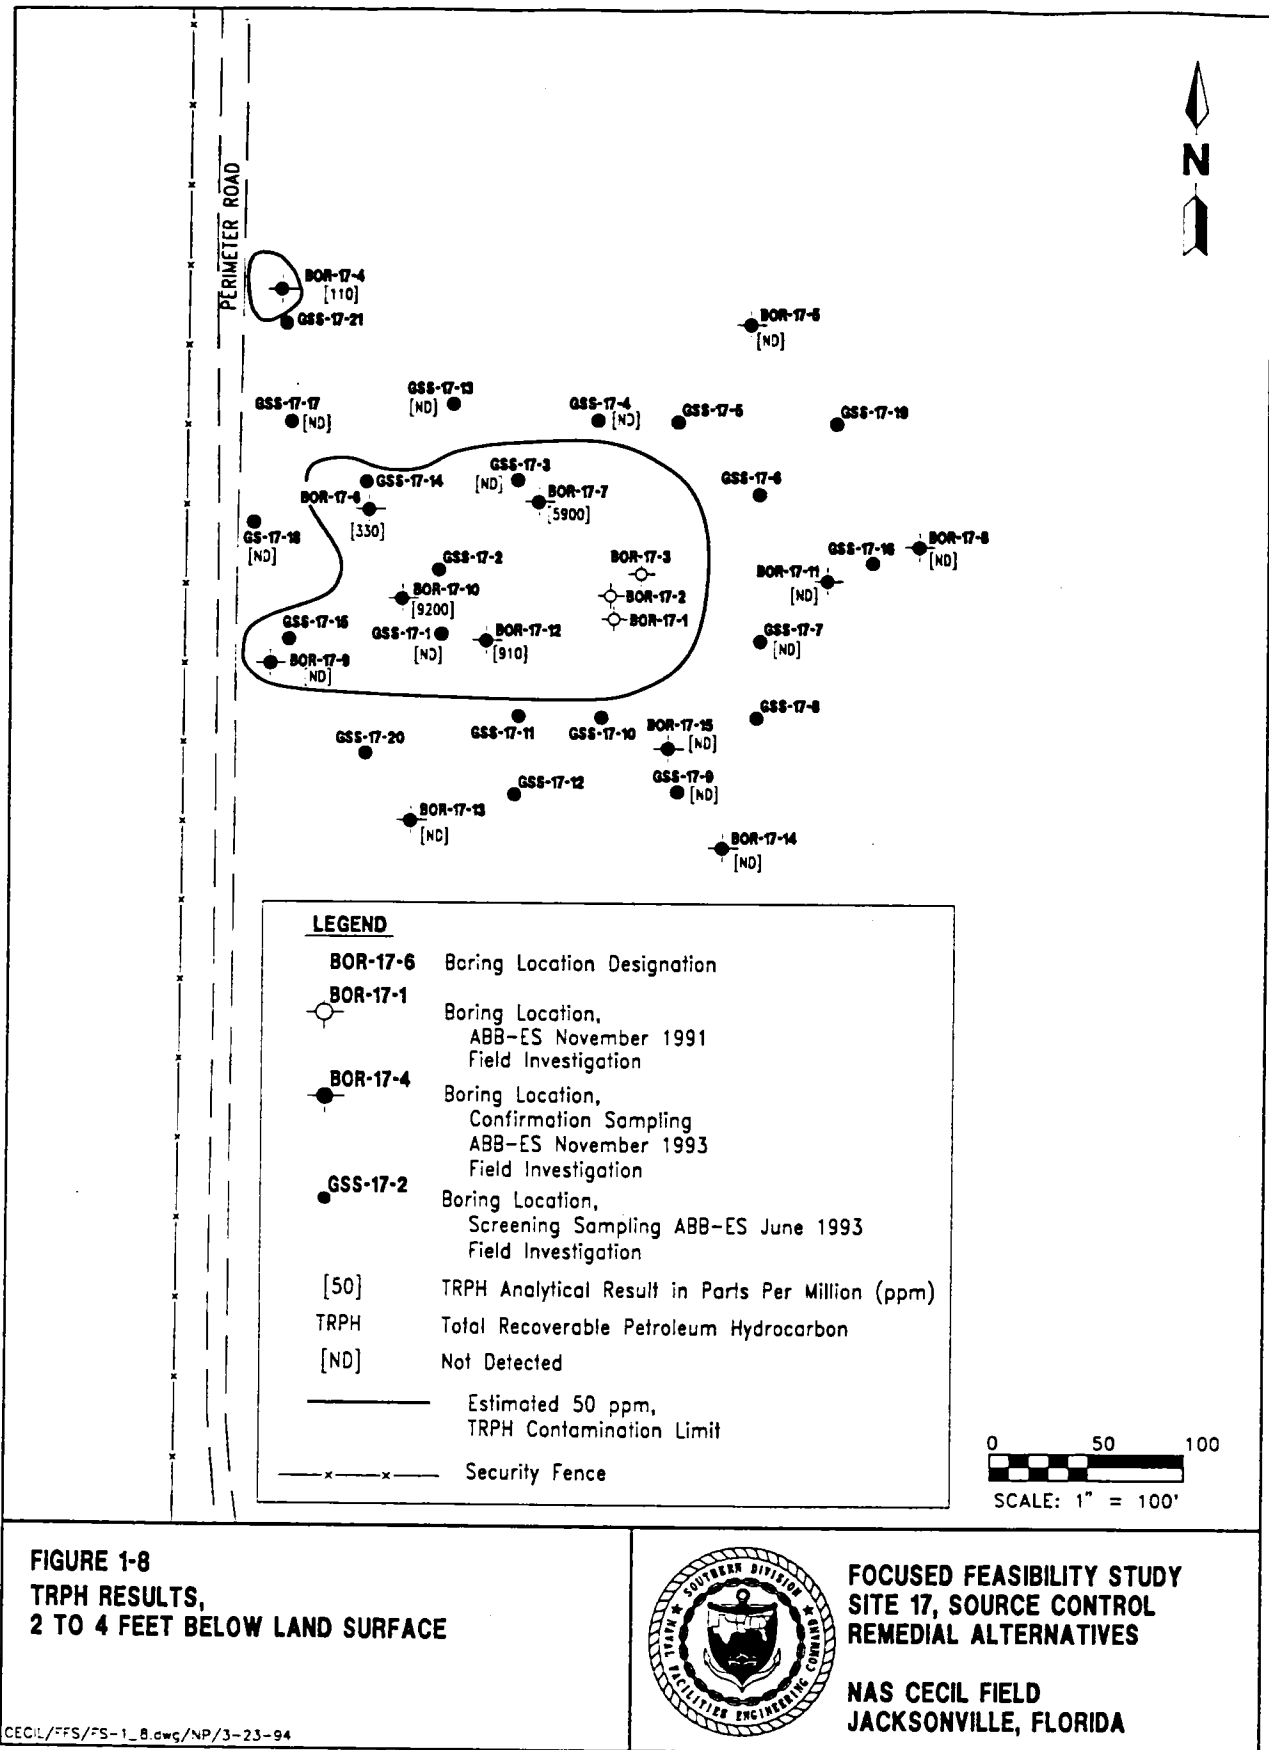 N
PERIMETER ROAD
BOR-17-4
[110]
GSS-17-21
BOR-17-5
[ND]
GSS-17-13
[ND]
GSS-17-17
[ND]
GSS-17-4
[ND]
GSS-17-5
GSS-17-19
GSS-17-3
[ND]
GSS-17-14
BOR-17-6
[330]
BOR-17-7
[5900]
GSS-17-6
GS-17-18
[ND]
GSS-17-2
BOR-17-3
BOR-17-10
[9200]
BOR-17-2
BOR-17-1
BOR-17-8
[ND]
GSS-17-16
BOR-17-11
[ND]
GSS-17-15
GSS-17-1
[ND]
BOR-17-12
[910]
GSS-17-7
[ND]
BOR-17-9
[ND]
GSS-17-11
GSS-17-10
GSS-17-8
GSS-17-20
BOR-17-15
[ND]
GSS-17-12
GSS-17-9
[ND]
BOR-17-13
[ND]
BOR-17-14
[ND]
LEGEND
BOR-17-6 Boring Location Designation
BOR-17-1
Boring Location,
ABB-ES November 1991
Field Investigation
BOR-17-4
Boring Location,
Confirmation Sampling
ABB-ES November 1993
Field Investigation
GSS-17-2
Boring Location,
Screening Sampling ABB-ES June 1993
Field Investigation
[50] TRPH Analytical Result in Parts Per Million (ppm)
TRPH Total Recoverable Petroleum Hydrocarbon
[ND] Not Detected
Estimated 50 ppm,
TRPH Contamination Limit
Security Fence
0 50 100
SCALE: 1" = 100'
FIGURE 1-8
TRPH RESULTS,
2 TO 4 FEET BELOW LAND SURFACE
CECIL/FFS/FS-1_8.dwg/NP/3-23-94
SOUTHERN DIVISION
NAVAL FACILITIES ENGINEERING COMMAND
FOCUSED FEASIBILITY STUDY
SITE 17, SOURCE CONTROL
REMEDIAL ALTERNATIVES
NAS CECIL FIELD
JACKSONVILLE, FLORIDA